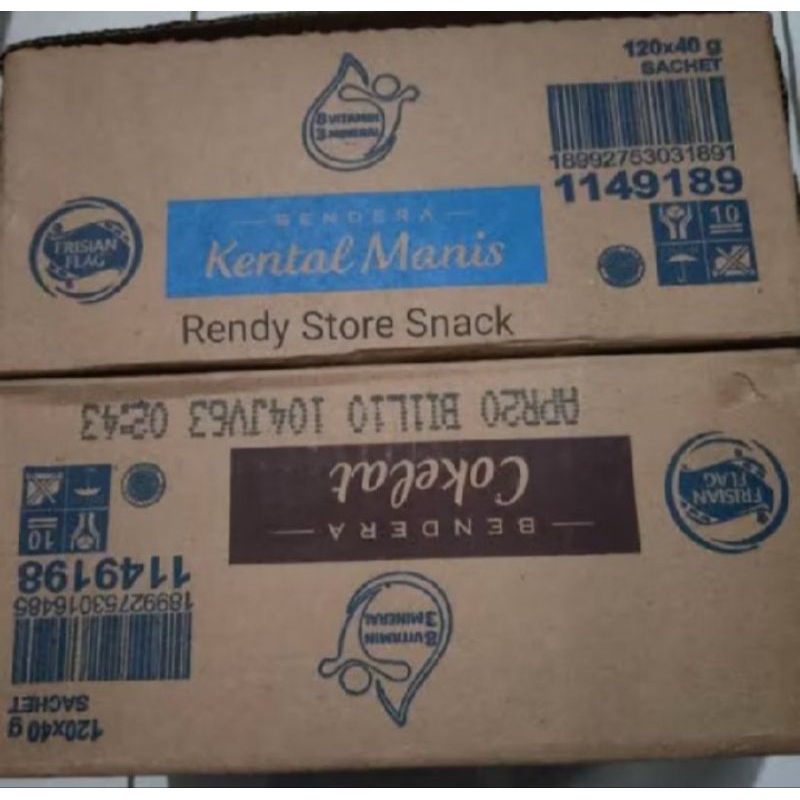 120x40 g
SACHET
8 VITAMIN
3 MINERAL
18992753031891
1149189
10
FRISIAN
FLAG
BENDERA
Kental Manis
Rendy Store Snack
APR20 B11L10 104JV63 02:43
FRISIAN
FLAG
BENDERA
Cokelat
10
1149198
18992753016485
8 VITAMIN
3 MINERAL
120x40 g
SACHET